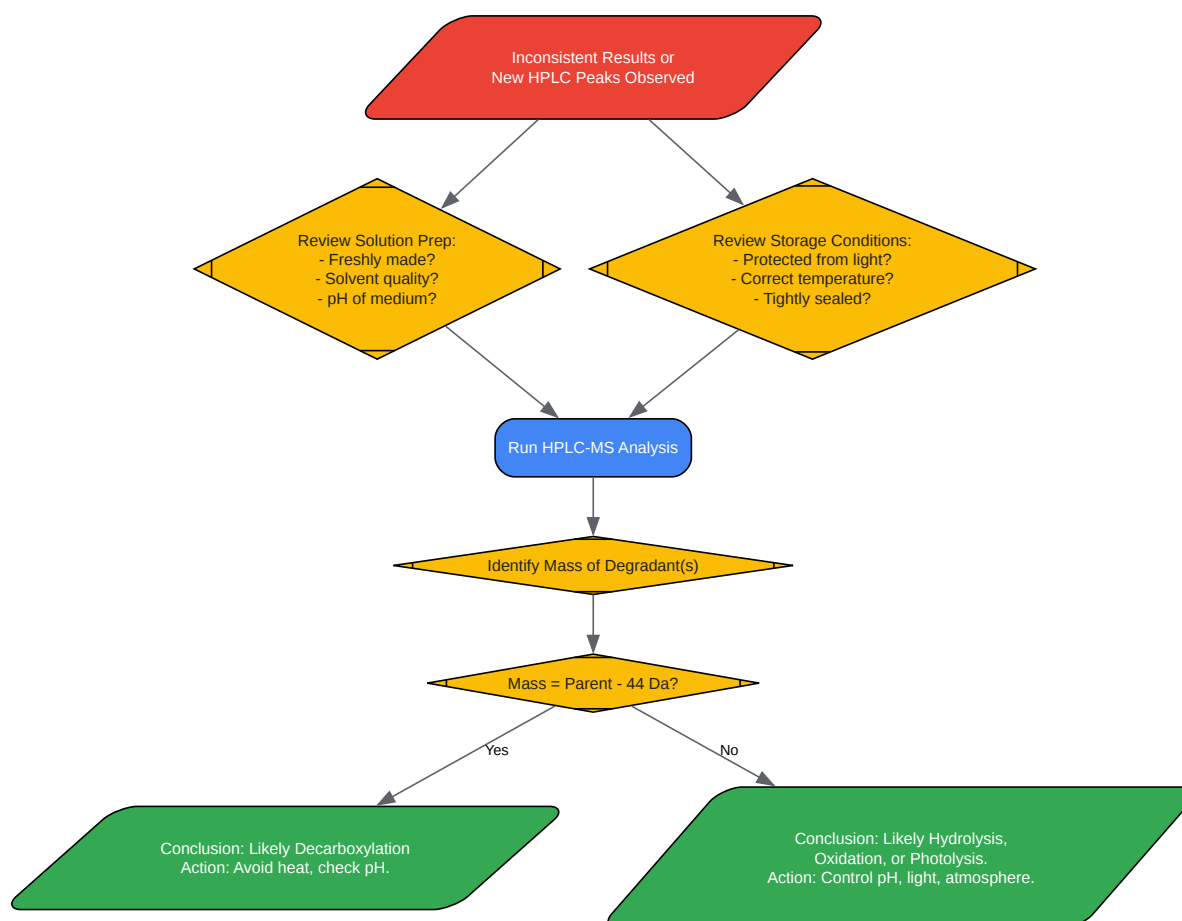 Inconsistent Results or
New HPLC Peaks Observed
Review Solution Prep:
- Freshly made?
- Solvent quality?
- pH of medium?
Review Storage Conditions:
- Protected from light?
- Correct temperature?
- Tightly sealed?
Run HPLC-MS Analysis
Identify Mass of Degradant(s)
Mass = Parent - 44 Da?
Yes
No
Conclusion: Likely Decarboxylation
Action: Avoid heat, check pH.
Conclusion: Likely Hydrolysis,
Oxidation, or Photolysis.
Action: Control pH, light, atmosphere.